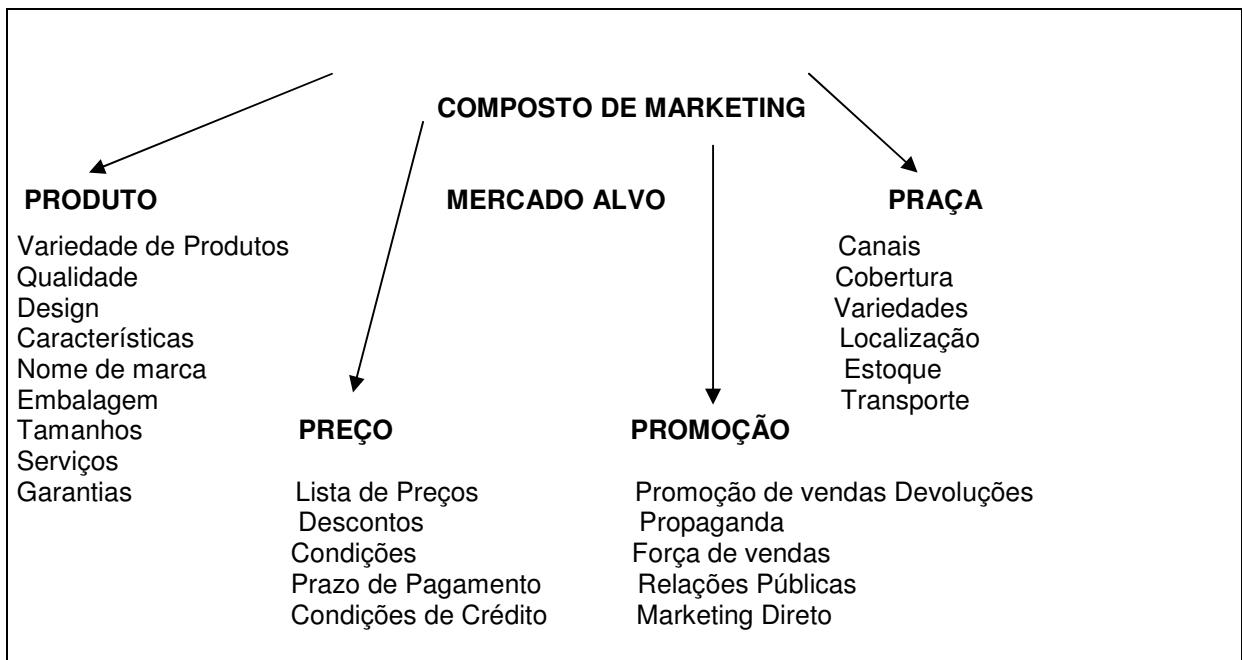 COMPOSTO DE MARKETING
PRODUTO
Variedade de Produtos
Qualidade
Design
Características
Nome de marca
Embalagem
Tamanhos
Serviços
Garantias
MERCADO ALVO
PREÇO
Lista de Preços
Descontos
Condições
Prazo de Pagamento
Condições de Crédito
PROMOÇÃO
Promoção de vendas Devoluções
Propaganda
Força de vendas
Relações Públicas
Marketing Direto
PRAÇA
Canais
Cobertura
Variedades
Localização
Estoque
Transporte